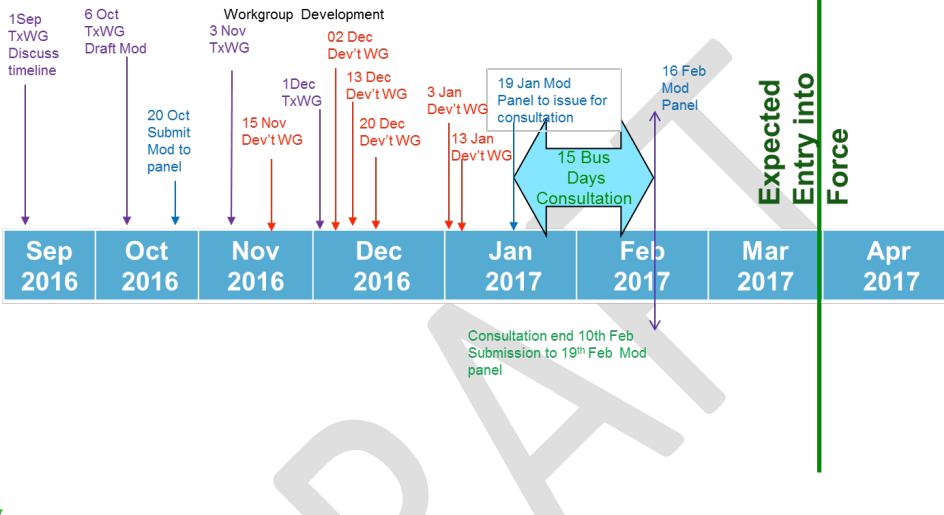 1Sep
TxWG
Discuss
timeline
6 Oct
TxWG
Draft Mod
20 Oct
Submit
Mod to
panel
Workgroup Development
3 Nov
TxWG
15 Nov
Dev't WG
1Dec
TxWG
02 Dec
Dev't WG
13 Dec
Dev't WG
20 Dec
Dev't WG
3 Jan
Dev't WG
13 Jan
Dev't WG
19 Jan Mod
Panel to issue for
consultation
15 Bus
Days
Consultation
16 Feb
Mod
Panel
Expected
Entry into
Force
Sep
2016
Oct
2016
Nov
2016
Dec
2016
Jan
2017
Feb
2017
Mar
2017
Apr
2017
Consultation end 10th Feb
Submission to 19th Feb Mod
panel
DRAFT